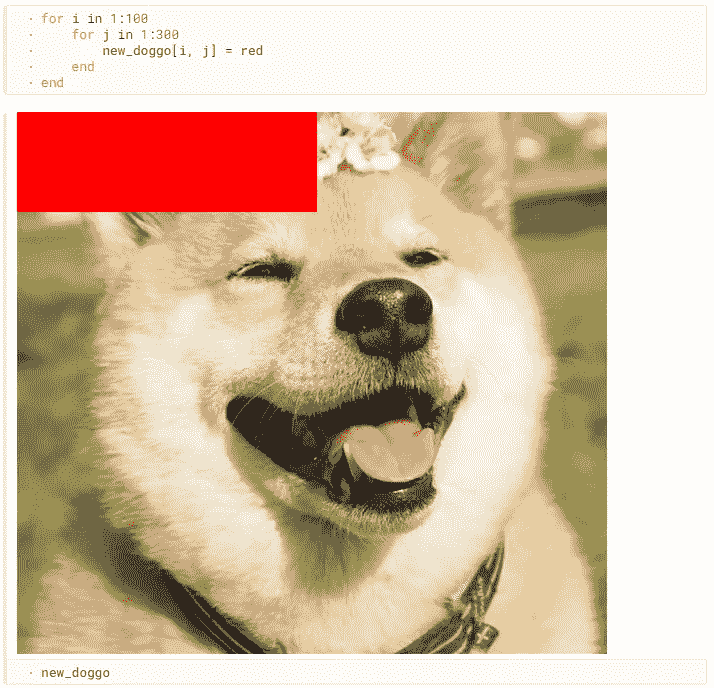 for i in 1:100
    for j in 1:300
        new_doggo[i, j] = red
    end
end
new_doggo